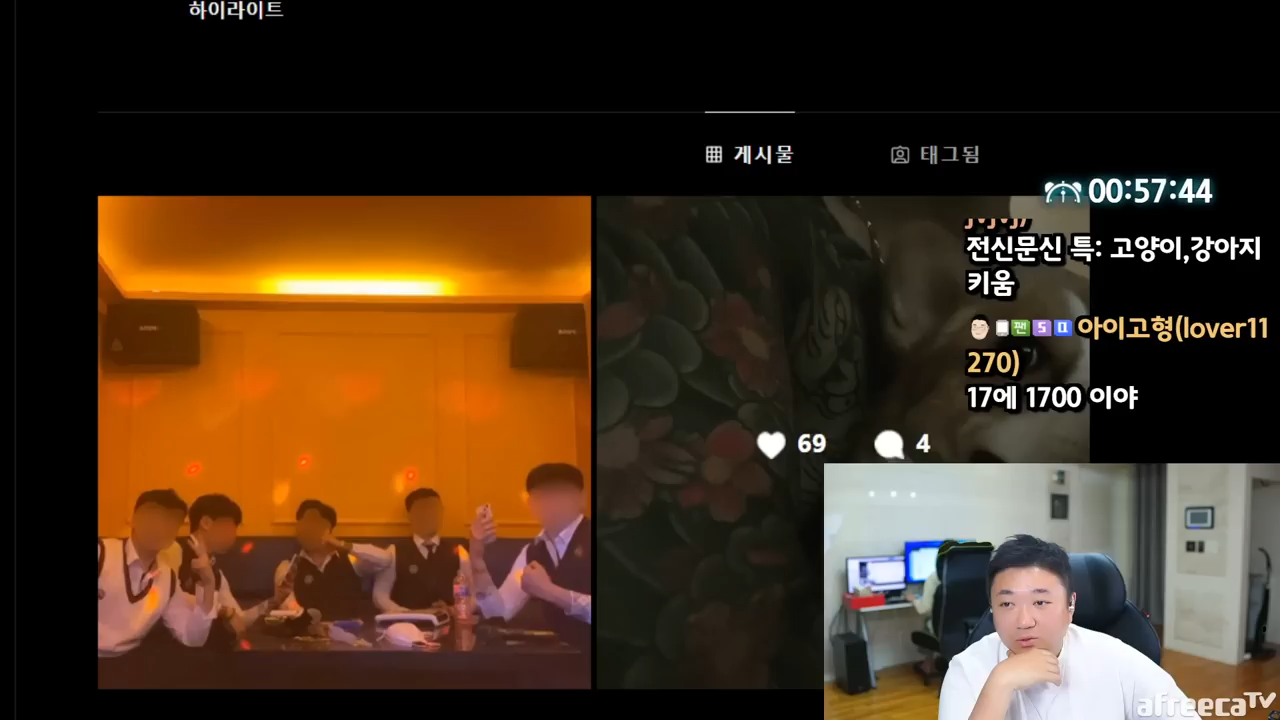 하이라이트
게시물
태그됨
00:57:44
전신문신 특: 고양이,강아지
키움
아이고형(lover11
270)
17에 1700 이야
69
4
afreecaTV